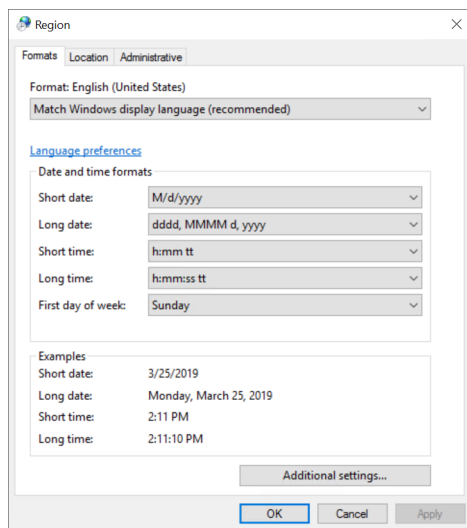 Region
Formats Location Administrative
Format: English (United States)
Match Windows display language (recommended)
Language preferences
Date and time formats
Short date: M/d/yyyy
Long date: dddd, MMMM d, yyyy
Short time: h:mm tt
Long time: h:mm:ss tt
First day of week: Sunday
Examples
Short date: 3/25/2019
Long date: Monday, March 25, 2019
Short time: 2:11 PM
Long time: 2:11:10 PM
Additional settings...
OK Cancel Apply